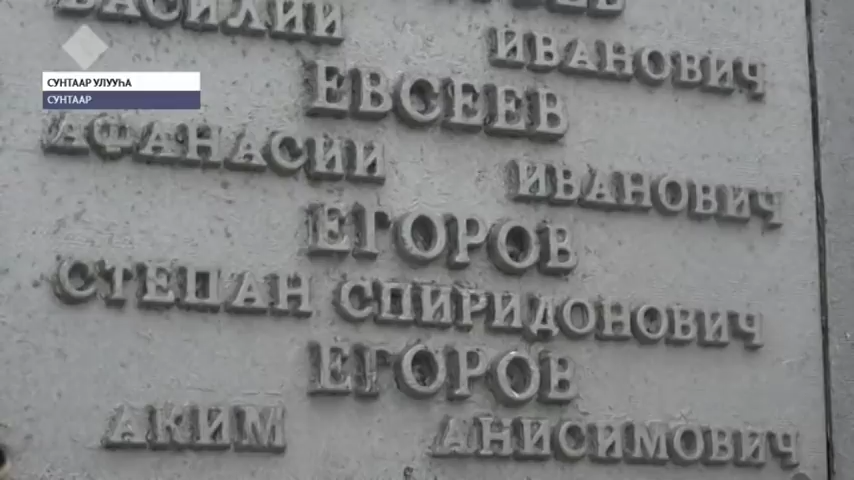 ВАСИЛИЙ ИВАНОВИЧ
СУНТААР УЛУУҺА
СУНТААР
ЕВСЕЕВ
АФАНАСИЙ ИВАНОВИЧ
ЕГОРОВ
СТЕПАН СПИРИДОНОВИЧ
ЕГОРОВ
АКИМ АНИСИМОВИЧ